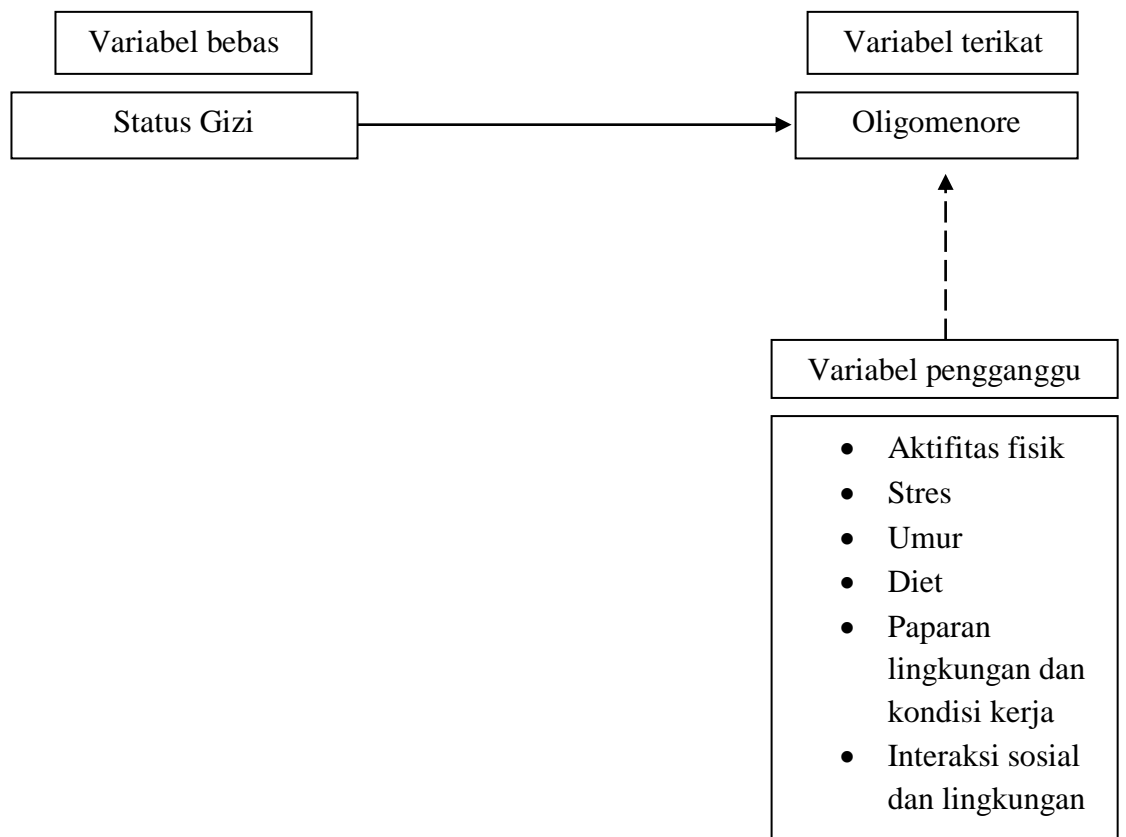 Variabel bebas
Variabel terikat
Status Gizi
Oligomenore
Variabel pengganggu
• Aktifitas fisik
• Stres
• Umur
• Diet
• Paparan
lingkungan dan
kondisi kerja
• Interaksi sosial
dan lingkungan